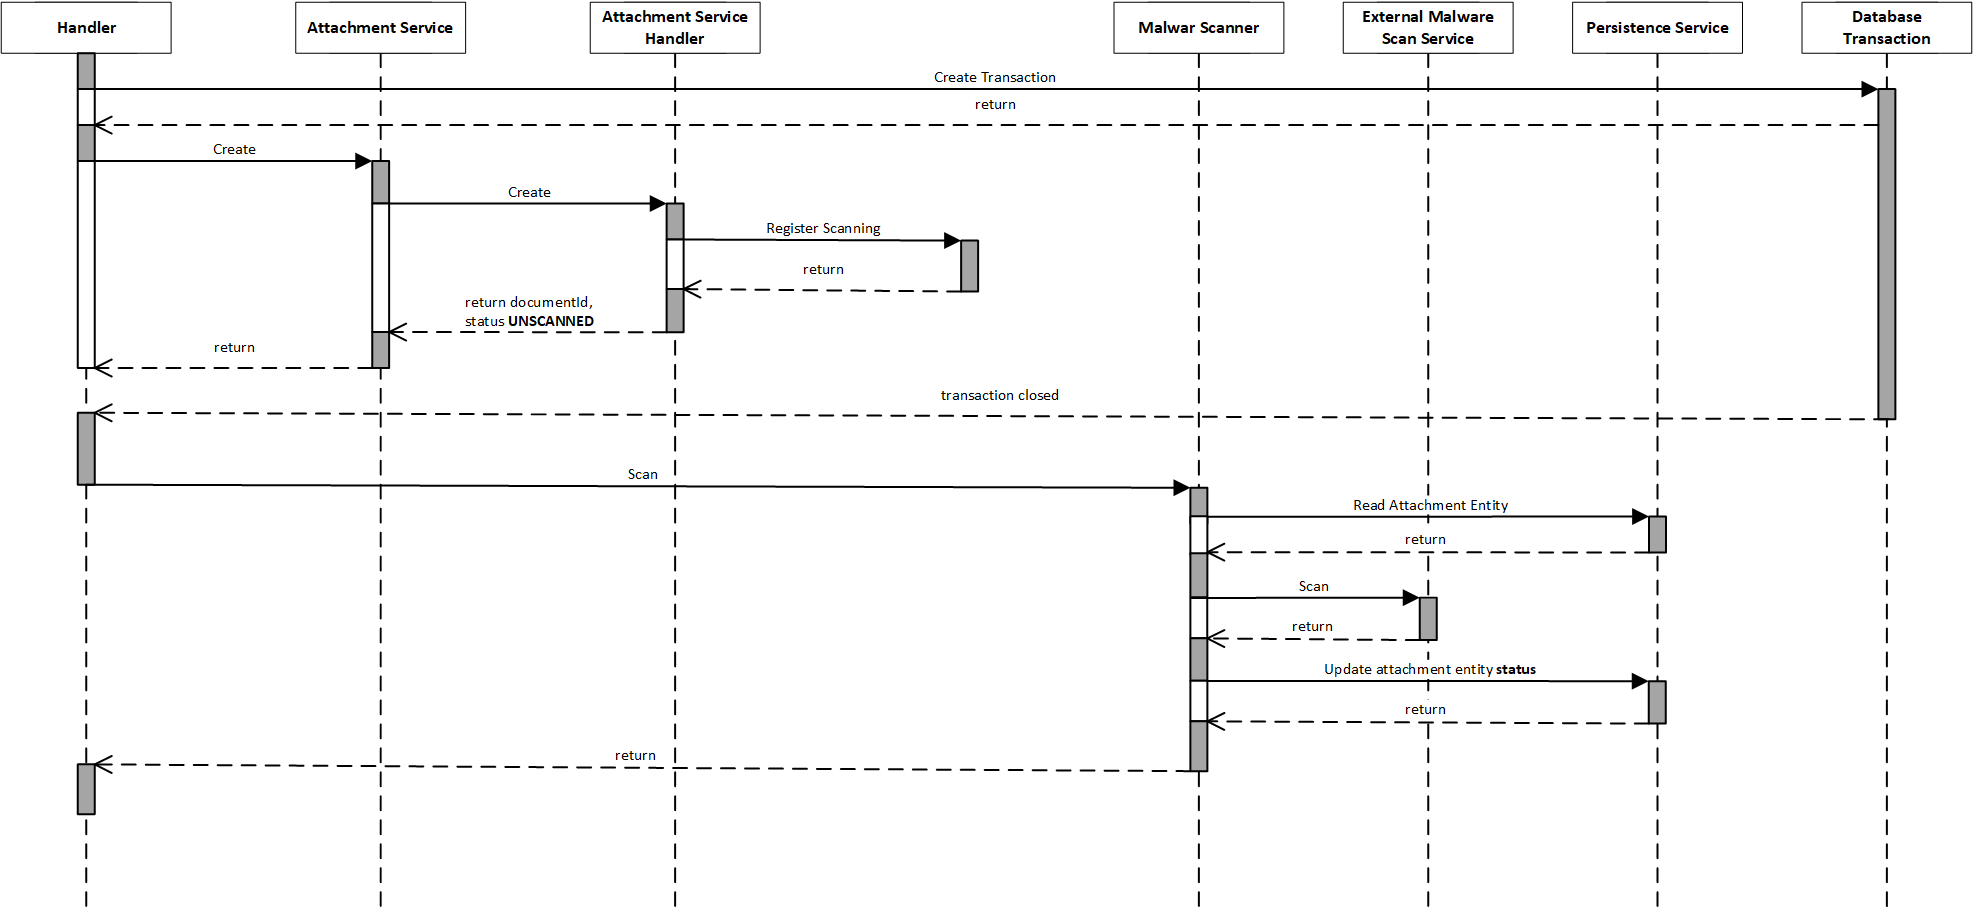 Handler
Attachment Service
Attachment Service
Handler
Malwar Scanner
External Malware
Scan Service
Persistence Service
Database
Transaction
Create Transaction
return
Create
Create
Register Scanning
return
return documentId,
status UNSCANNED
return
transaction closed
Scan
Read Attachment Entity
return
Scan
return
Update attachment entity status
return
return